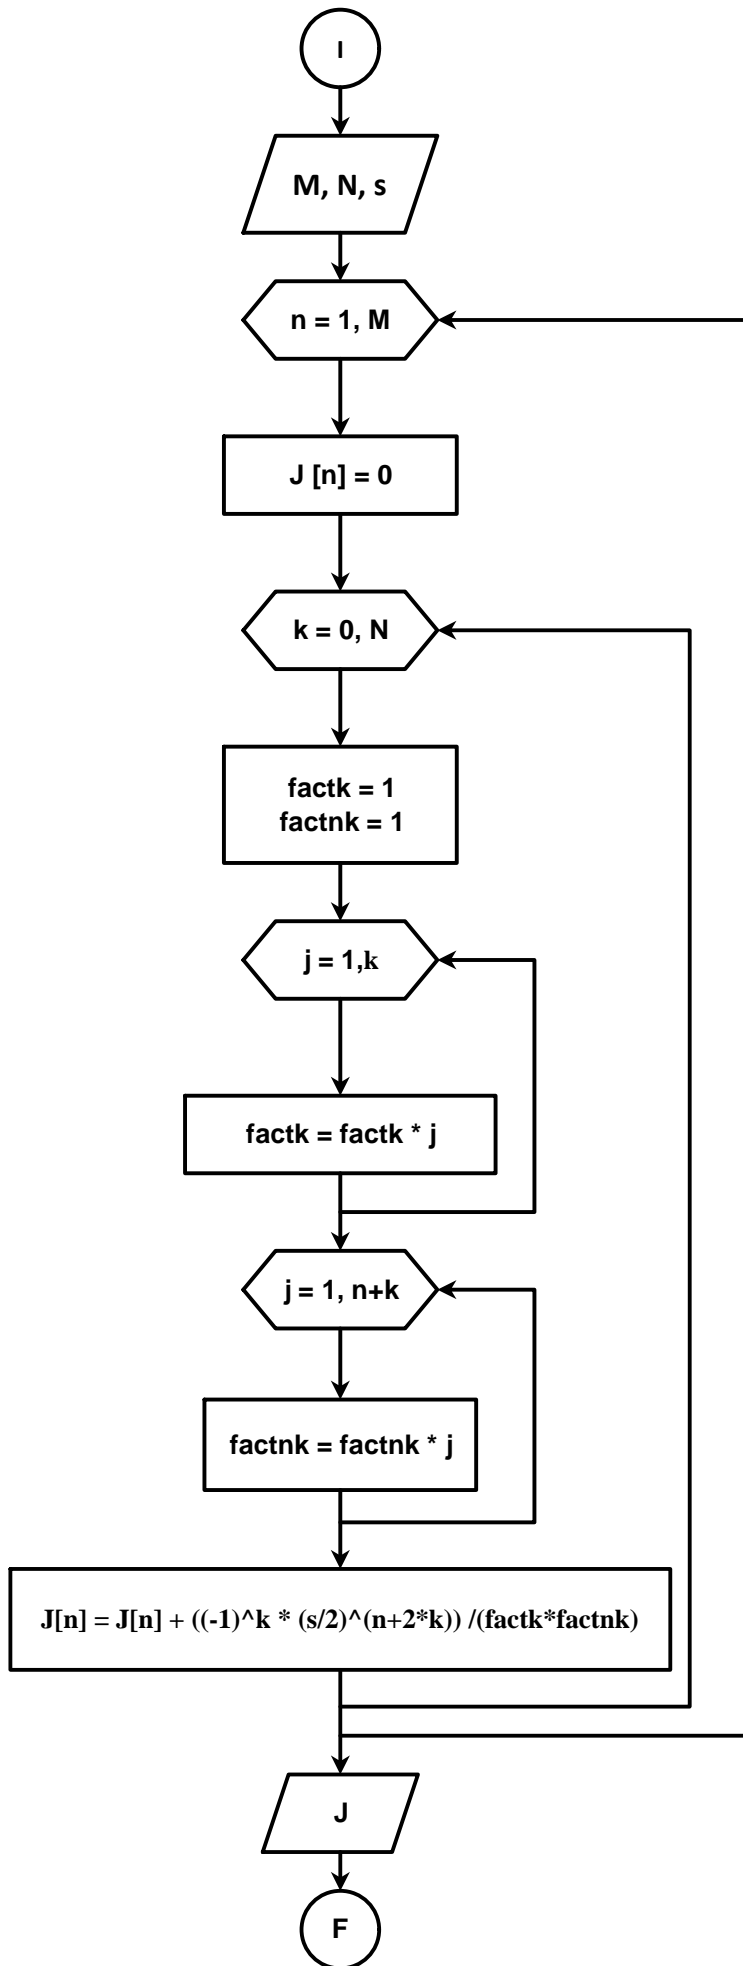 I
M, N, s
n = 1, M
J [n] = 0
k = 0, N
factk = 1
factnk = 1
j = 1,k
factk = factk * j
j = 1, n+k
factnk = factnk * j
J[n] = J[n] + ((-1)^k * (s/2)^(n+2*k)) /(factk*factnk)
J
F